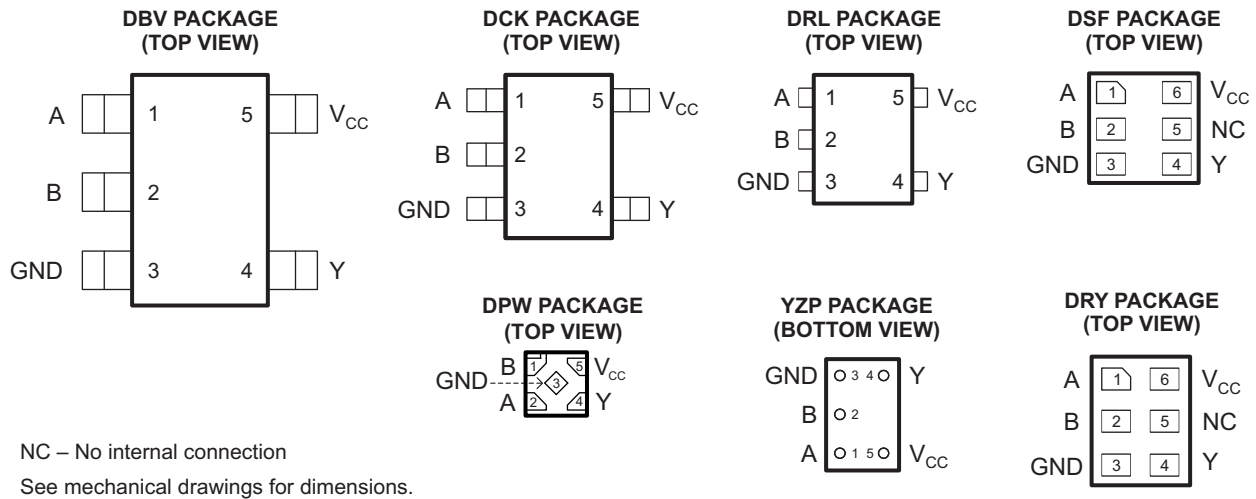 DBV PACKAGE
(TOP VIEW)
A 1 5 VCC
B 2
GND 3 4 Y
DCK PACKAGE
(TOP VIEW)
A 1 5 VCC
B 2
GND 3 4 Y
DRL PACKAGE
(TOP VIEW)
A 1 5 VCC
B 2
GND 3 4 Y
DSF PACKAGE
(TOP VIEW)
A 1 6 VCC
B 2 5 NC
GND 3 4 Y
DPW PACKAGE
(TOP VIEW)
B 1 5 VCC
GND 3
A 2 4 Y
YZP PACKAGE
(BOTTOM VIEW)
GND 3 4 Y
B 2
A 1 5 VCC
DRY PACKAGE
(TOP VIEW)
A 1 6 VCC
B 2 5 NC
GND 3 4 Y
NC – No internal connection
See mechanical drawings for dimensions.